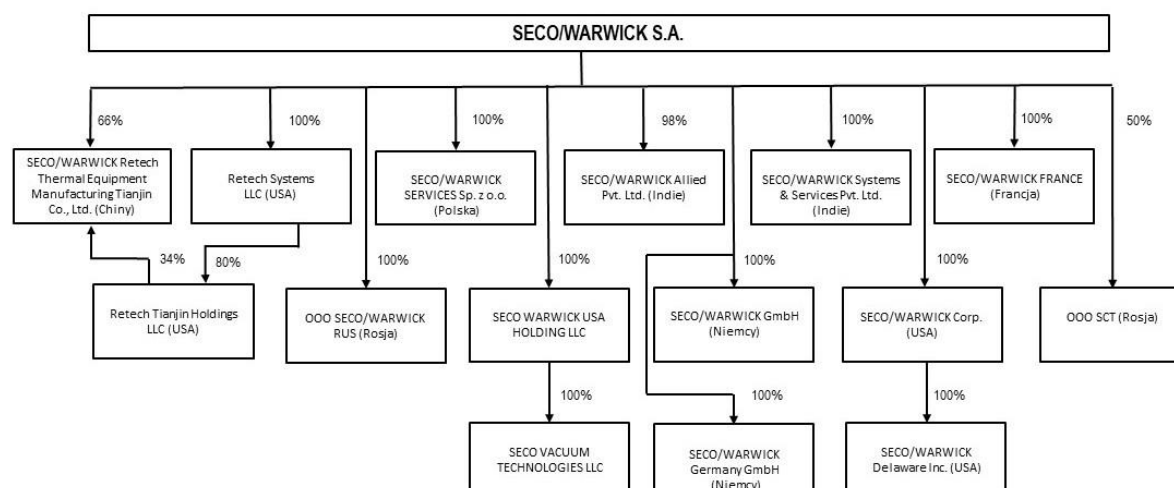 SECO/WARWICK S.A.
66%
100%
100%
98%
100%
100%
50%
SECO/WARWICK Retech
Thermal Equipment
Manufacturing Tianjin
Co., Ltd. (Chiny)
Retech Systems
LLC (USA)
SECO/WARWICK
SERVICES Sp. z o.o.
(Polska)
SECO/WARWICK Allied
Pvt. Ltd. (Indie)
SECO/WARWICK Systems
& Services Pvt. Ltd.
(Indie)
SECO/WARWICK FRANCE
(Francja)
34%
80%
100%
100%
100%
100%
Retech Tianjin Holdings
LLC (USA)
OOO SECO/WARWICK
RUS (Rosja)
SECO WARWICK USA
HOLDING LLC
SECO/WARWICK GmbH
(Niemcy)
SECO/WARWICK Corp.
(USA)
OOO SCT (Rosja)
100%
100%
100%
SECO VACUUM
TECHNOLOGIES LLC
SECO/WARWICK
Germany GmbH
(Niemcy)
SECO/WARWICK
Delaware Inc. (USA)